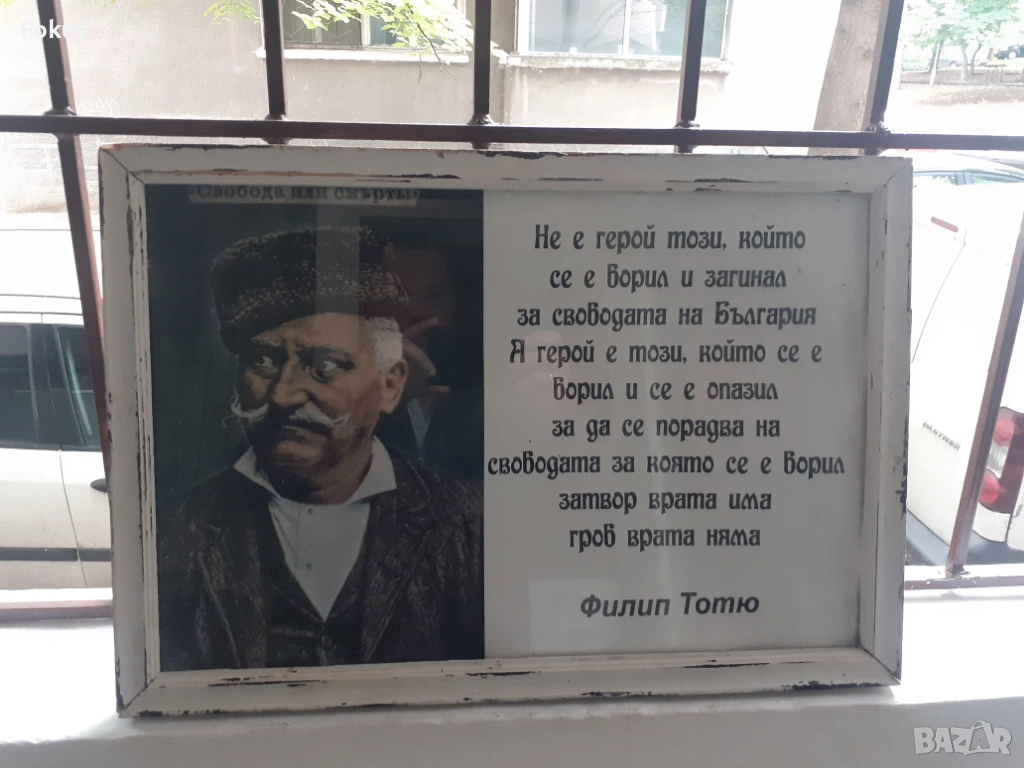 Fokus
„Свобода или смърть!"
Не е герой този, който
се е борил и загинал
за свободата на България
Я герой е този, който се е
борил и се е опазил
за да се порадва на
свободата за която се е борил
затвор врата има
гроб врата няма
Филип Тотю
PARTNER
BAZAR